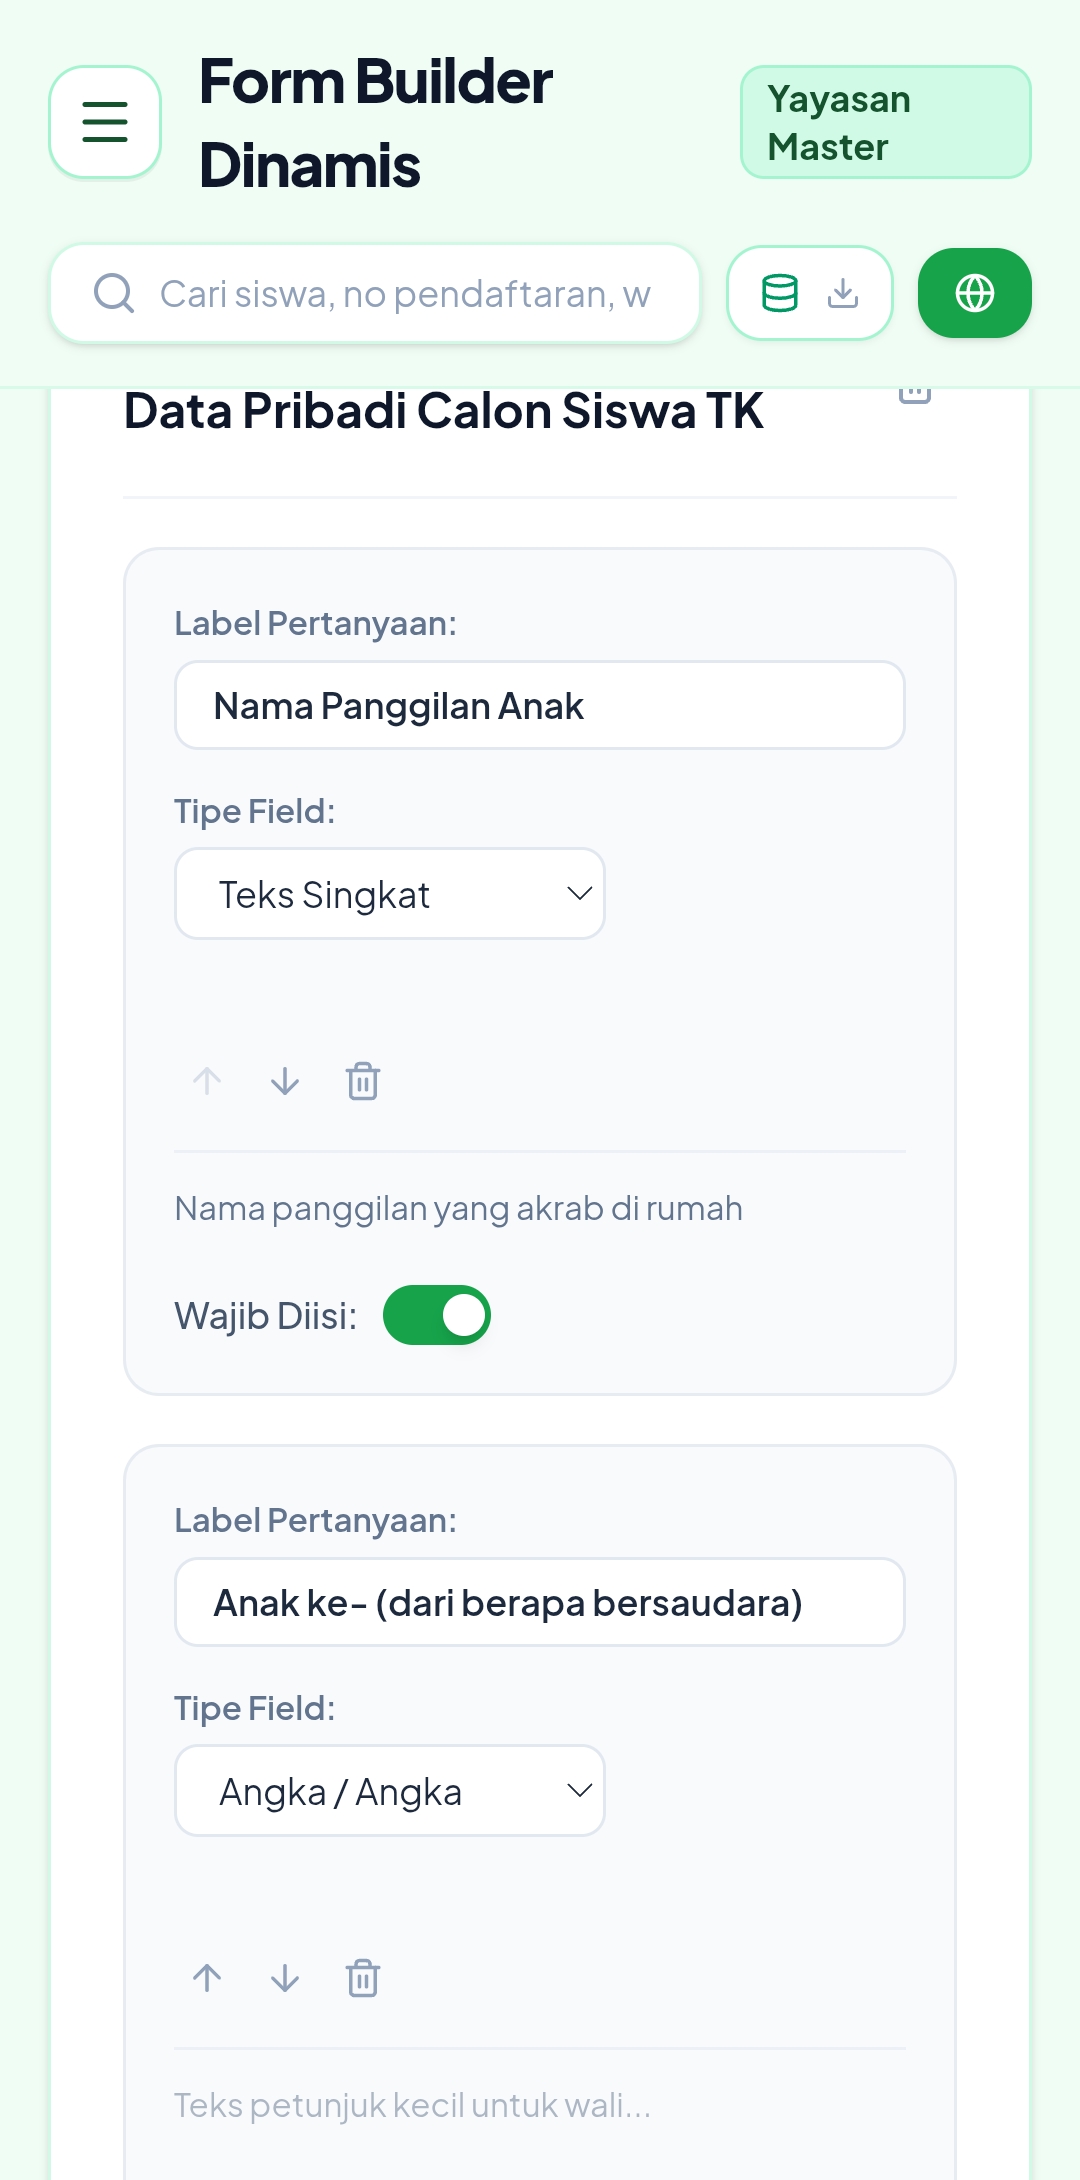 Form Builder
Dinamis
Yayasan
Master
Cari siswa, no pendaftaran, w
Data Pribadi Calon Siswa TK
Label Pertanyaan:
Nama Panggilan Anak
Tipe Field:
Teks Singkat
Nama panggilan yang akrab di rumah
Wajib Diisi:
Label Pertanyaan:
Anak ke- (dari berapa bersaudara)
Tipe Field:
Angka / Angka
Teks petunjuk kecil untuk wali...